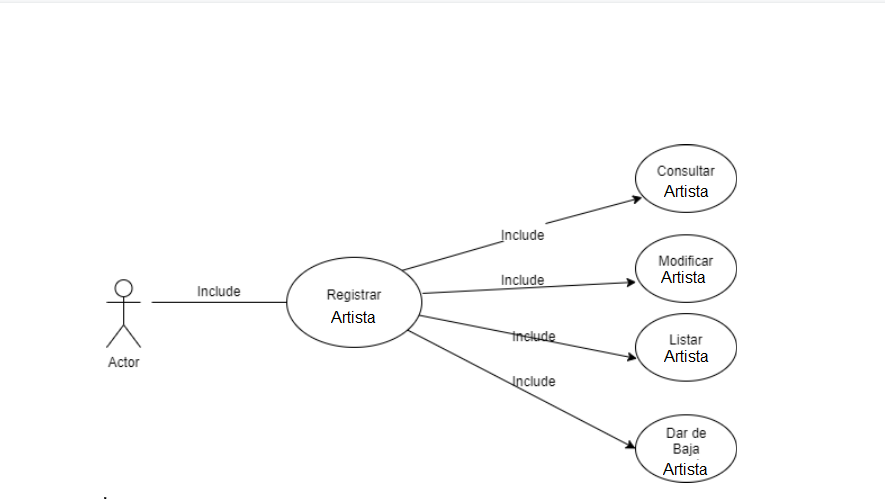 Consultar
Artista
Include
Modificar
Artista
Include
Include
Registrar
Artista
Include
Listar
Artista
Actor
Include
Dar de
Baja
Artista